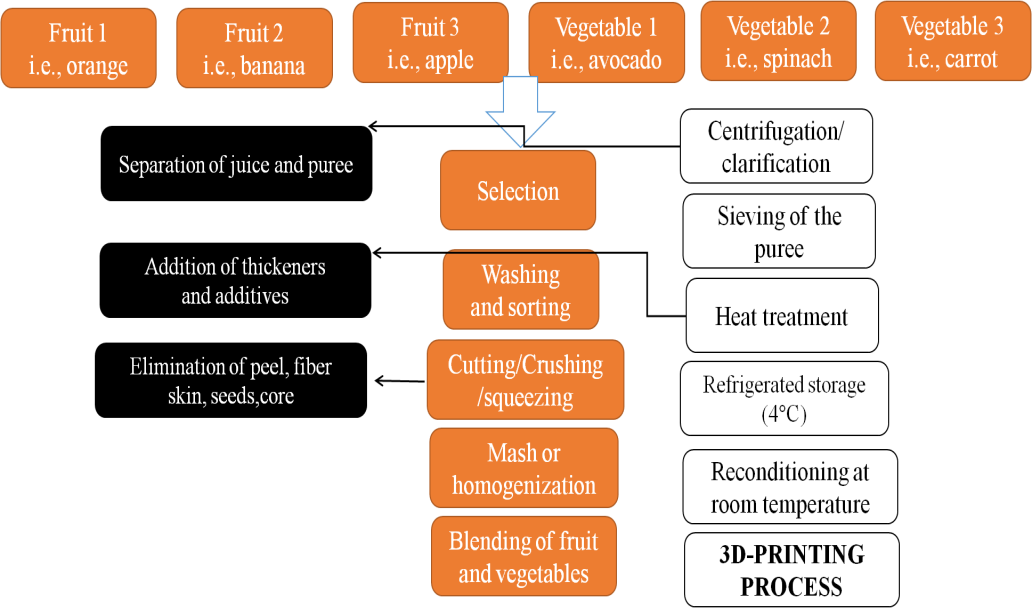 Fruit 1
i.e., orange
Fruit 2
i.e., banana
Fruit 3
i.e., apple
Vegetable 1
i.e., avocado
Vegetable 2
i.e., spinach
Vegetable 3
i.e., carrot
Separation of juice and puree
Addition of thickeners
and additives
Elimination of peel, fiber
skin, seeds,core
Selection
Washing
and sorting
Cutting/Crushing
/squeezing
Mash or
homogenization
Blending of fruit
and vegetables
Centrifugation/
clarification
Sieving of the
puree
Heat treatment
Refrigerated storage
(4°C)
Reconditioning at
room temperature
3D-PRINTING
PROCESS